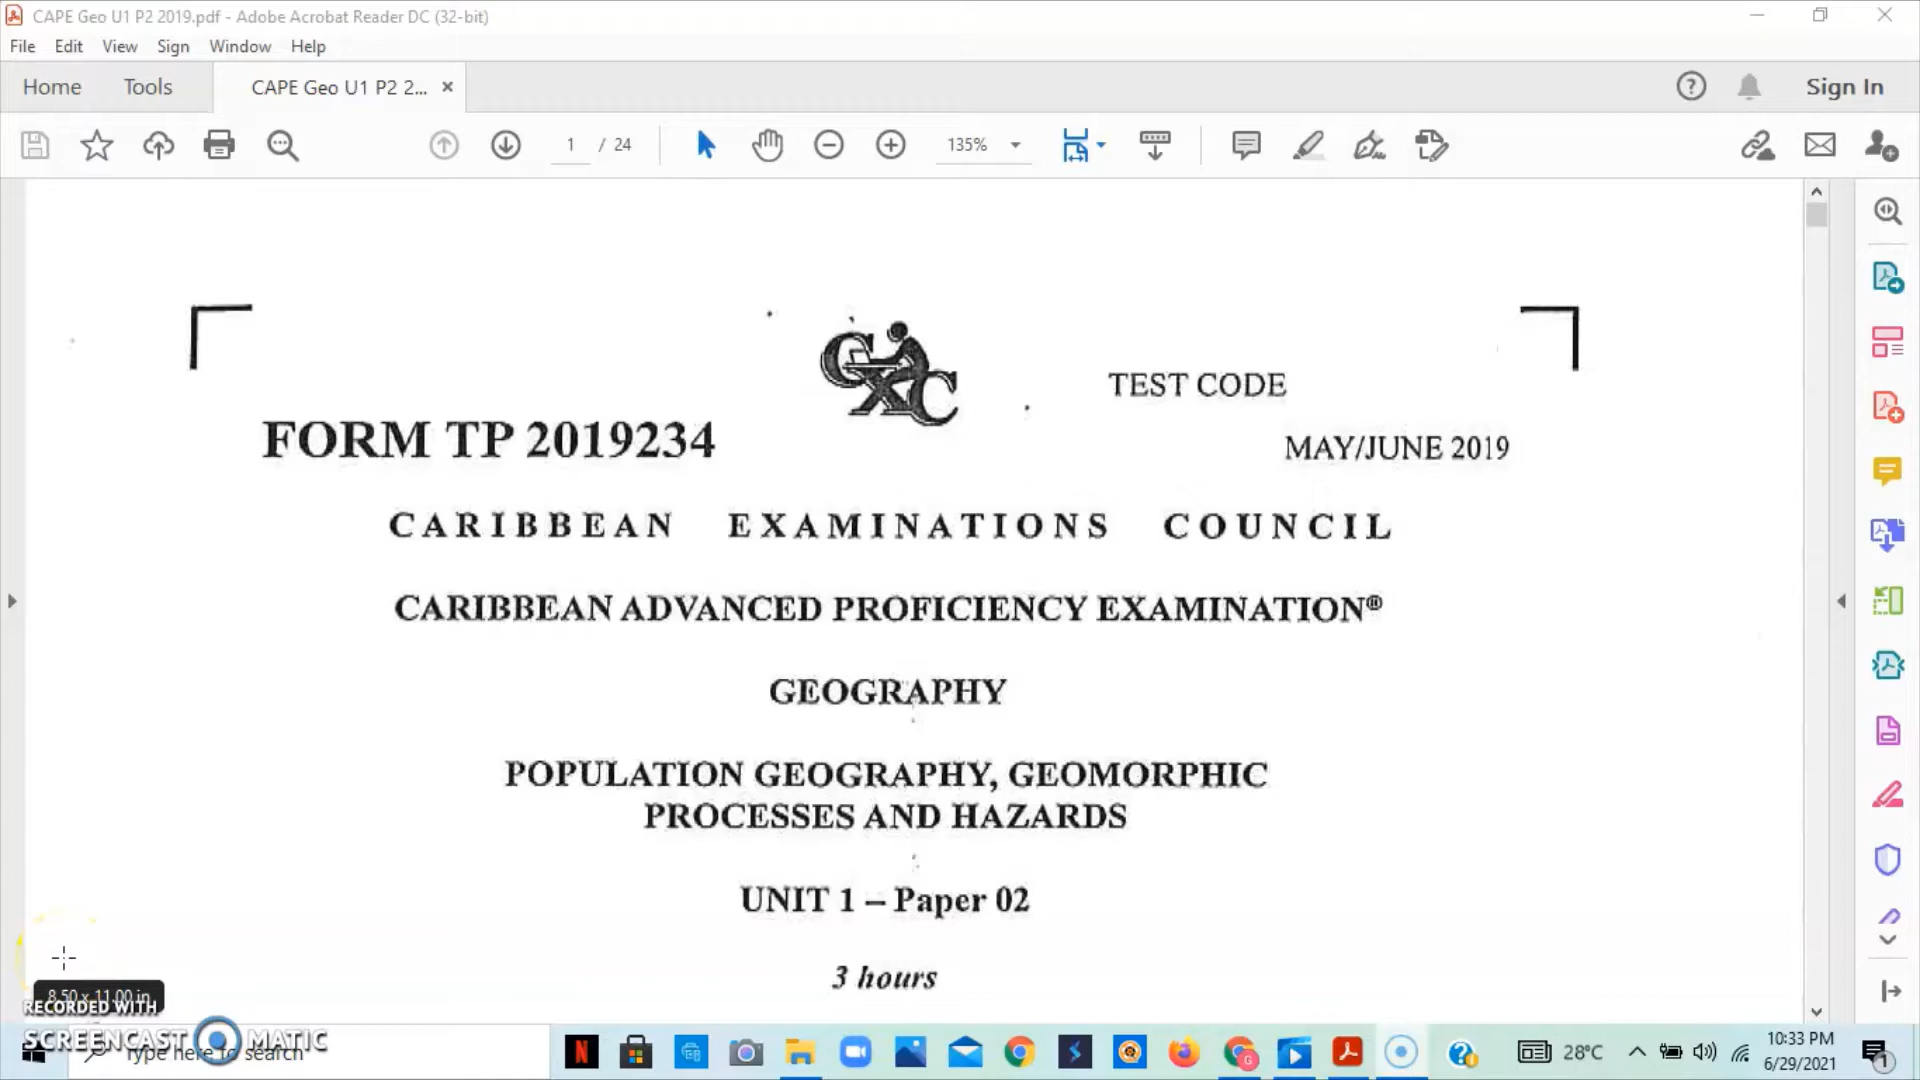 CAPE Geo U1 P2 2019.pdf - Adobe Acrobat Reader DC (32-bit)
File Edit View Sign Window Help
Home Tools CAPE Geo U1 P2 2... × Sign In
1 / 24 135%
CXC
TEST CODE
FORM TP 2019234
MAY/JUNE 2019
CARIBBEAN EXAMINATIONS COUNCIL
CARIBBEAN ADVANCED PROFICIENCY EXAMINATION®
GEOGRAPHY
POPULATION GEOGRAPHY, GEOMORPHIC
PROCESSES AND HAZARDS
UNIT 1 – Paper 02
3 hours
8.50 x 11.00 in
RECORDED WITH
SCREENCAST MATIC
Type here to search
28°C
10:33 PM
6/29/2021
1